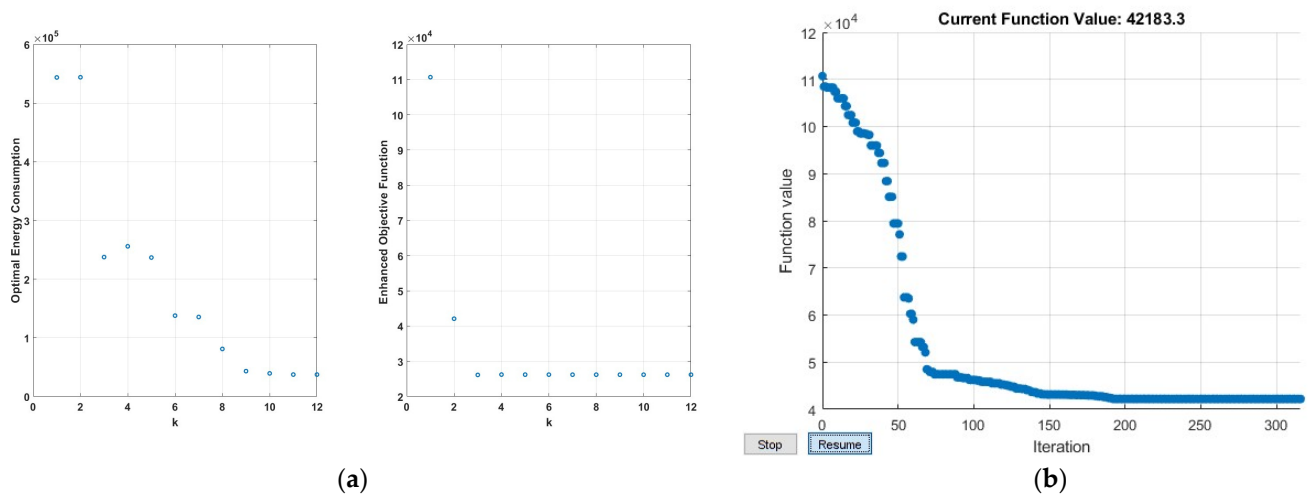 ×10^5
6
5
4
3
2
1
0
0 2 4 6 8 10 12
Optimal Energy Consumption
k
×10^4
12
11
10
9
8
7
6
5
4
3
2
0 2 4 6 8 10 12
Enhanced Objective Function
k
(a)
Current Function Value: 42183.3
×10^4
12
11
10
9
8
7
6
5
4
0 50 100 150 200 250 300
Function value
Iteration
Stop Resume
(b)